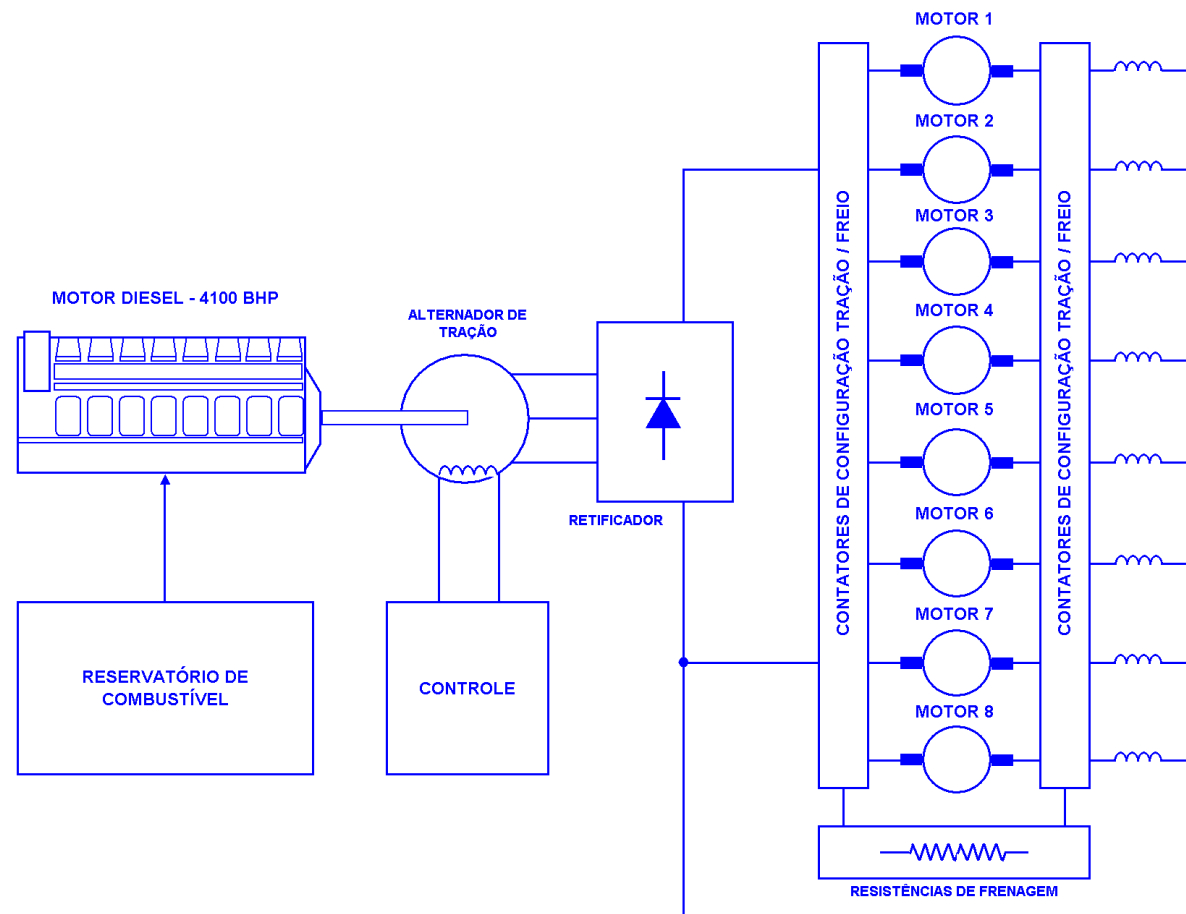 MOTOR 1
MOTOR 2
MOTOR 3
MOTOR 4
MOTOR 5
MOTOR 6
MOTOR 7
MOTOR 8
MOTOR DIESEL - 4100 BHP
ALTERNADOR DE
TRAÇÃO
RETIFICADOR
CONTATORES DE CONFIGURAÇÃO TRAÇÃO / FREIO
CONTATORES DE CONFIGURAÇÃO TRAÇÃO / FREIO
RESERVATÓRIO DE
COMBUSTÍVEL
CONTROLE
RESISTÊNCIAS DE FRENAGEM